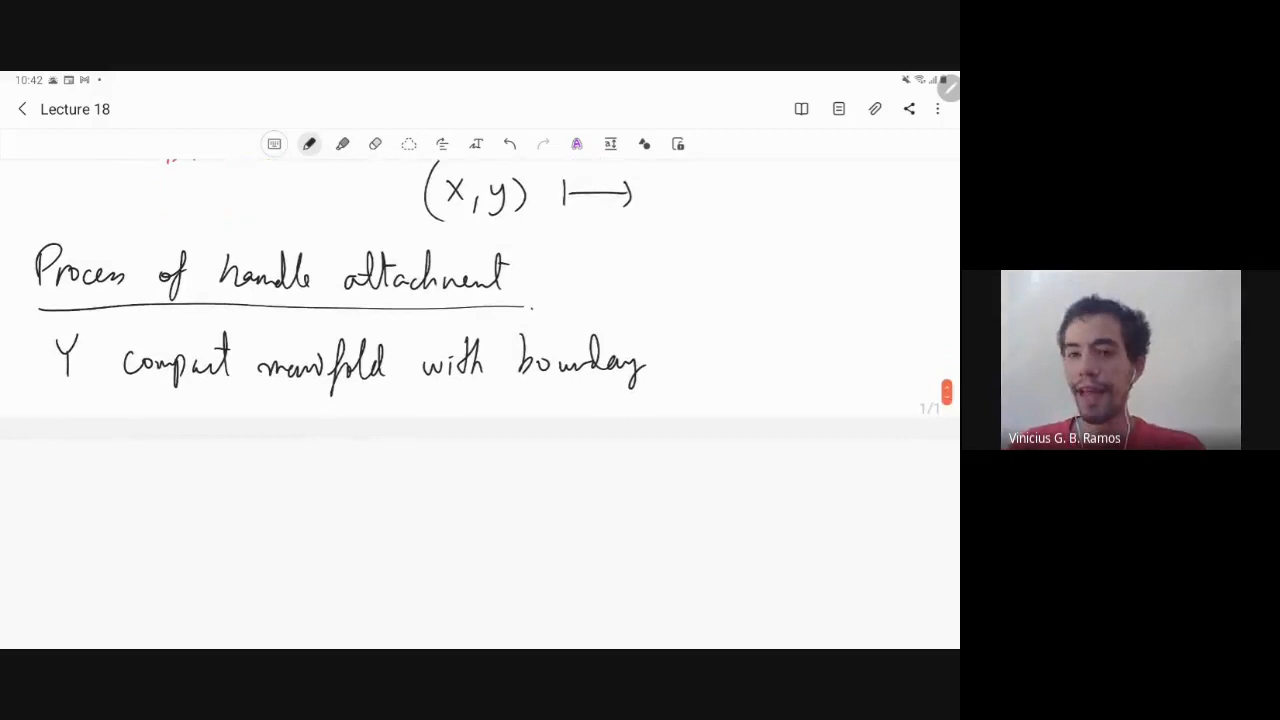 10:42
Lecture 18
(x, y) ⟼
Process of handle attachment.
Y compact manifold with boundary
1/1
Vinicius G. B. Ramos